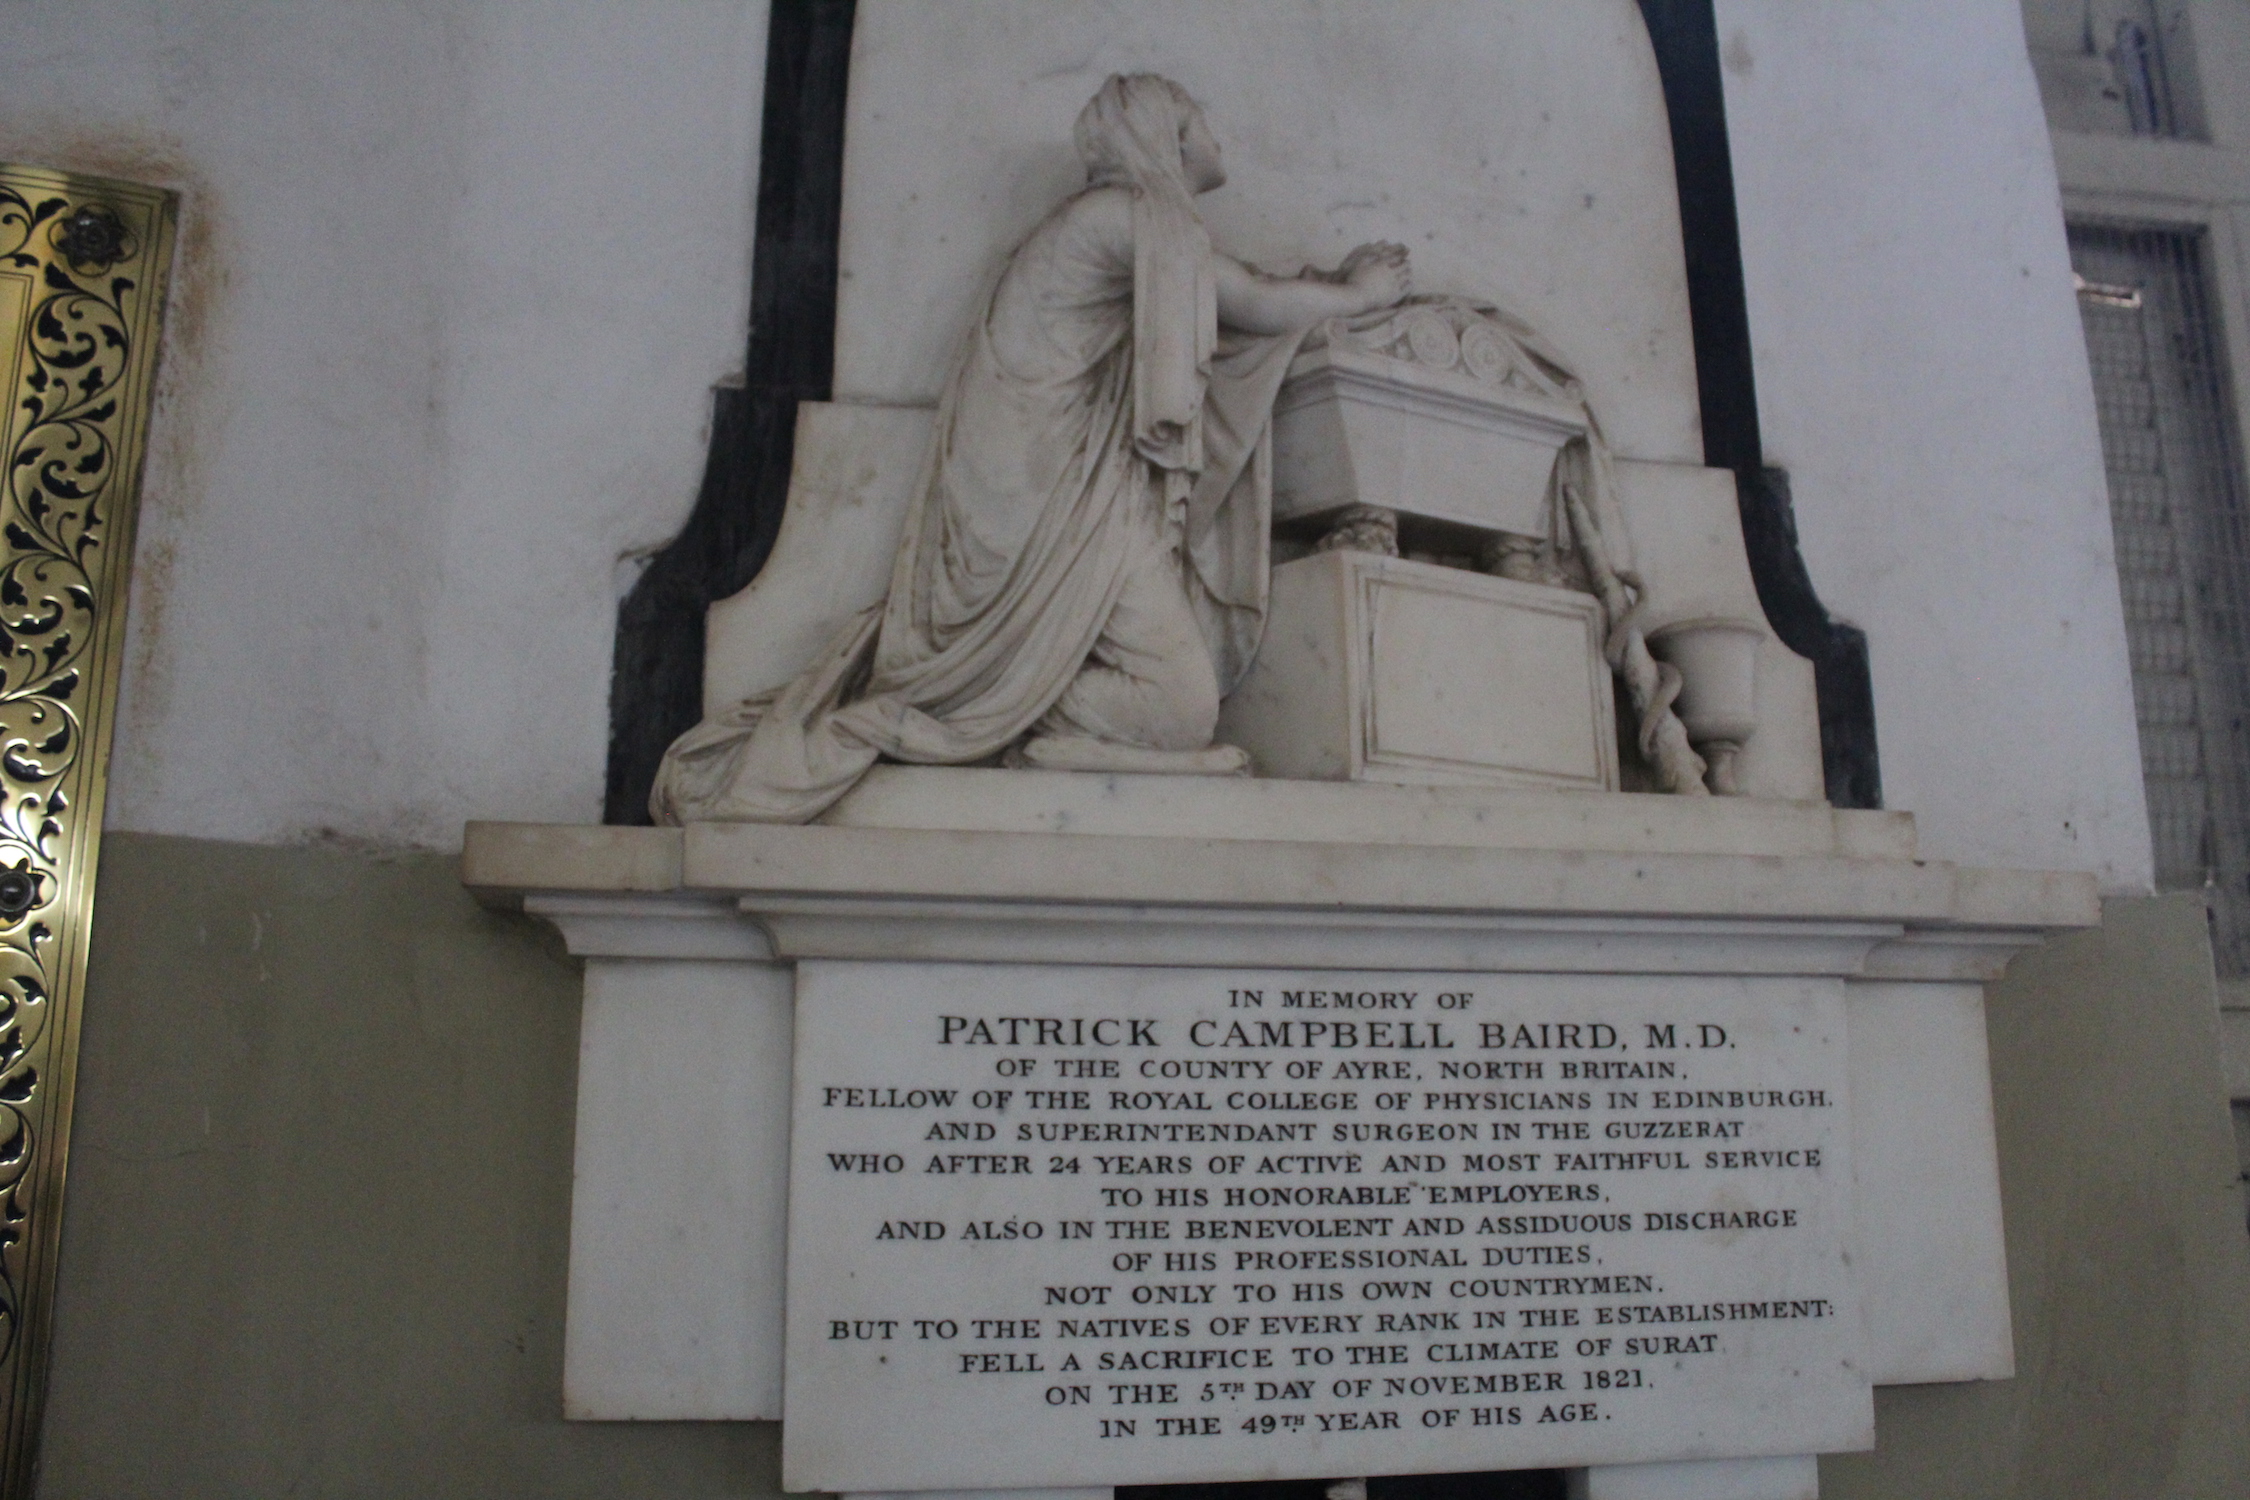 IN MEMORY OF
PATRICK CAMPBELL BAIRD, M.D.
OF THE COUNTY OF AYRE, NORTH BRITAIN,
FELLOW OF THE ROYAL COLLEGE OF PHYSICIANS IN EDINBURGH,
AND SUPERINTENDANT SURGEON IN THE GUZZERAT
WHO AFTER 24 YEARS OF ACTIVE AND MOST FAITHFUL SERVICE
TO HIS HONORABLE EMPLOYERS,
AND ALSO IN THE BENEVOLENT AND ASSIDUOUS DISCHARGE
OF HIS PROFESSIONAL DUTIES,
NOT ONLY TO HIS OWN COUNTRYMEN,
BUT TO THE NATIVES OF EVERY RANK IN THE ESTABLISHMENT:
FELL A SACRIFICE TO THE CLIMATE OF SURAT
ON THE 5TH DAY OF NOVEMBER 1821,
IN THE 49TH YEAR OF HIS AGE.